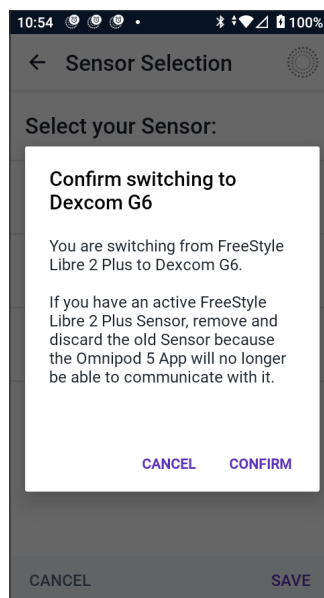 10:54 100%
Sensor Selection
Select your Sensor:
Confirm switching to
Dexcom G6
You are switching from FreeStyle
Libre 2 Plus to Dexcom G6.
If you have an active FreeStyle
Libre 2 Plus Sensor, remove and
discard the old Sensor because
the Omnipod 5 App will no longer
be able to communicate with it.
CANCEL CONFIRM
CANCEL SAVE